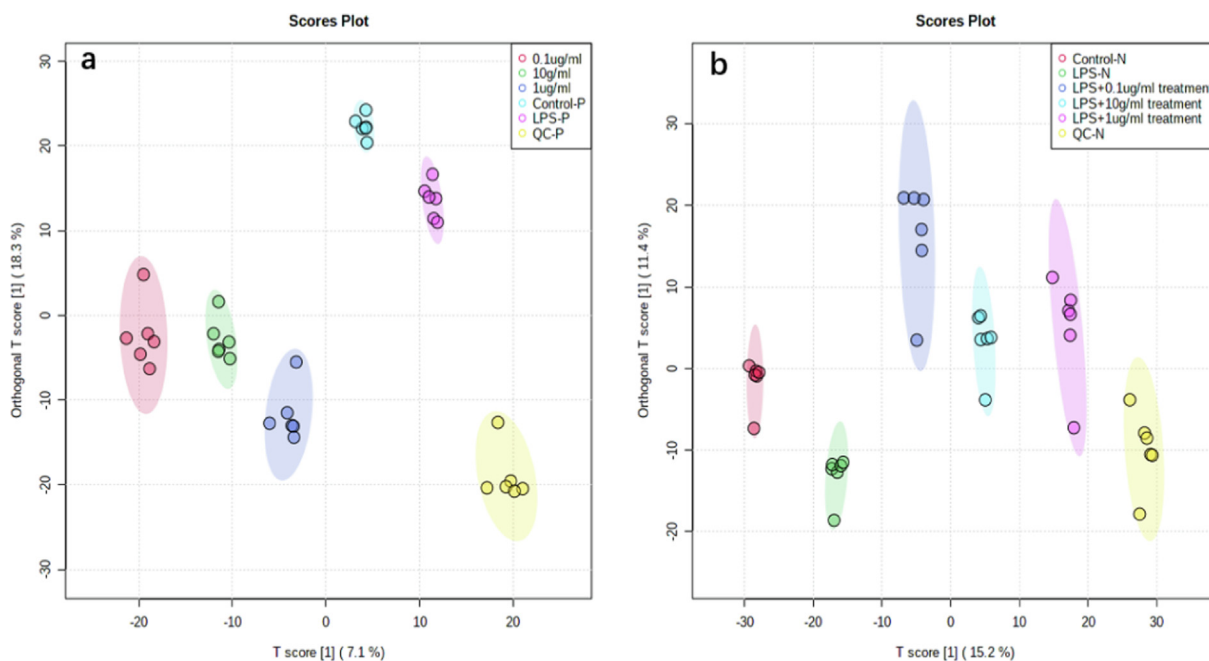 Scores Plot
a
0.1ug/ml
10g/ml
1ug/ml
Control-P
LPS-P
QC-P
Orthogonal T score [1] ( 18.3 %)
30
20
10
0
-10
-20
-30
-20
-10
0
10
20
T score [1] ( 7.1 %)
Scores Plot
b
Control-N
LPS-N
LPS+0.1ug/ml treatment
LPS+10g/ml treatment
LPS+1ug/ml treatment
QC-N
Orthogonal T score [1] ( 11.4 %)
30
20
10
0
-10
-20
-30
-20
-10
0
10
20
30
T score [1] ( 15.2 %)